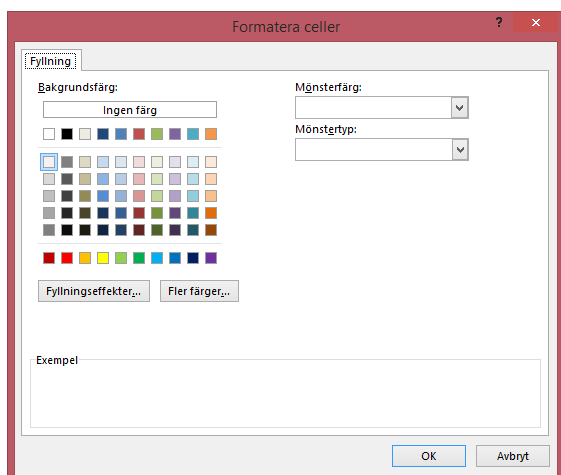 Formatera celler
?
Fyllning
Bakgrundsfärg:
Ingen färg
Fyllningseffekter...
Fler färger...
Mönsterfärg:
Mönstertyp:
Exempel
OK
Avbryt